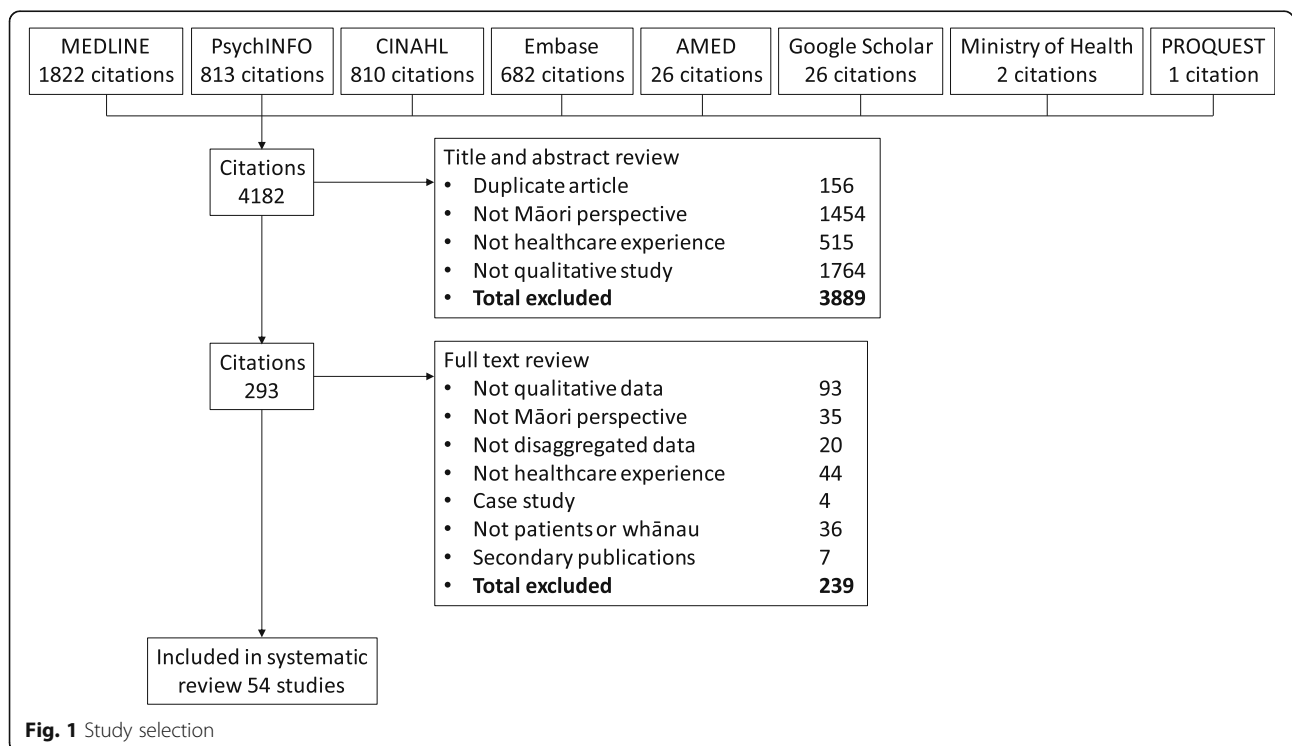 MEDLINE
1822 citations
PsychINFO
813 citations
CINAHL
810 citations
Embase
682 citations
AMED
26 citations
Google Scholar
26 citations
Ministry of Health
2 citations
PROQUEST
1 citation
Citations
4182
Title and abstract review
• Duplicate article 156
• Not Māori perspective 1454
• Not healthcare experience 515
• Not qualitative study 1764
• Total excluded 3889
Citations
293
Full text review
• Not qualitative data 93
• Not Māori perspective 35
• Not disaggregated data 20
• Not healthcare experience 44
• Case study 4
• Not patients or whānau 36
• Secondary publications 7
• Total excluded 239
Included in systematic
review 54 studies
Fig. 1 Study selection